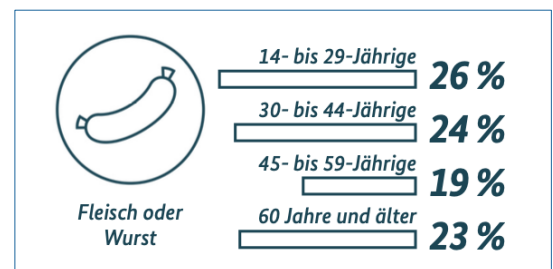 14- bis 29-Jährige
26 %
30- bis 44-Jährige
24 %
45- bis 59-Jährige
19 %
60 Jahre und älter
23 %
Fleisch oder
Wurst